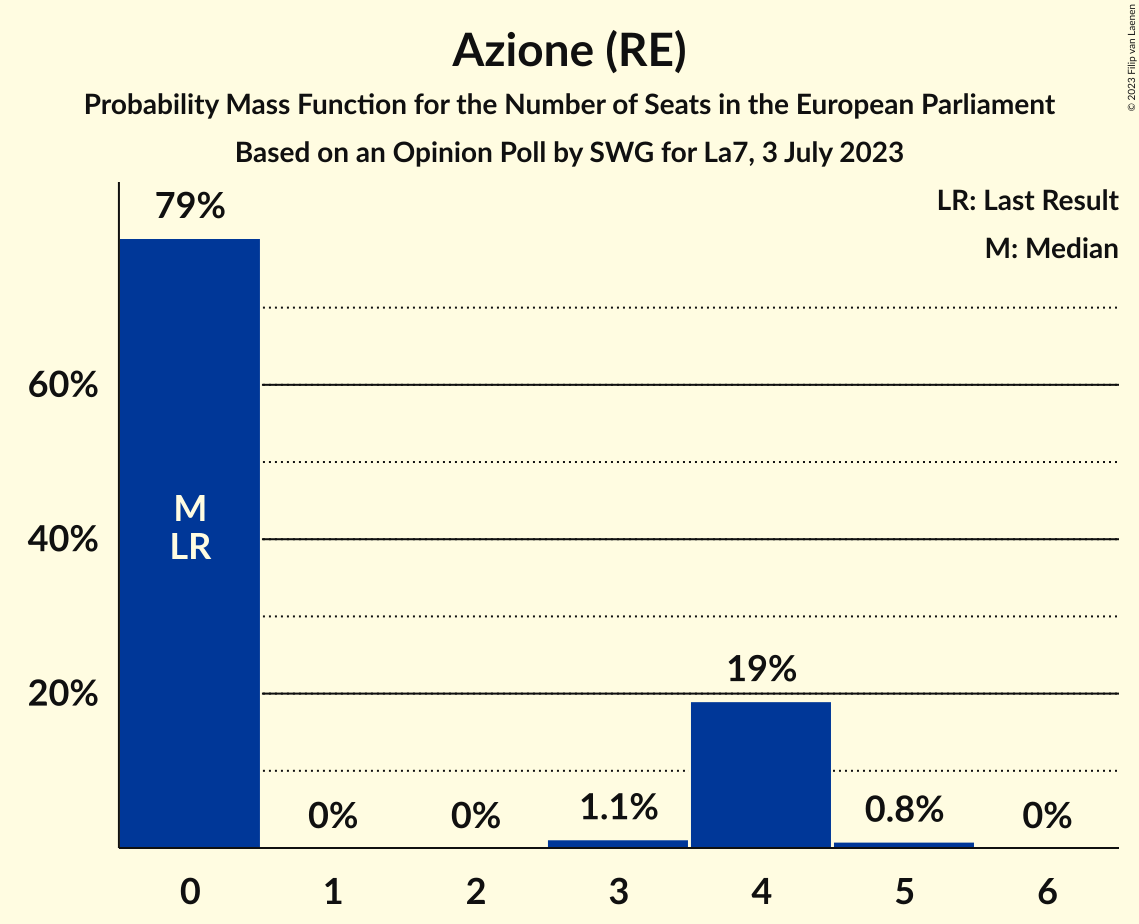 Azione (RE)
Probability Mass Function for the Number of Seats in the European Parliament
Based on an Opinion Poll by SWG for La7, 3 July 2023
© 2023 Filip van Laenen
LR: Last Result
M: Median
79%
60%
M
40%
LR
19%
20%
0%
0%
1.1%
0.8%
0%
0 1 2 3 4 5 6